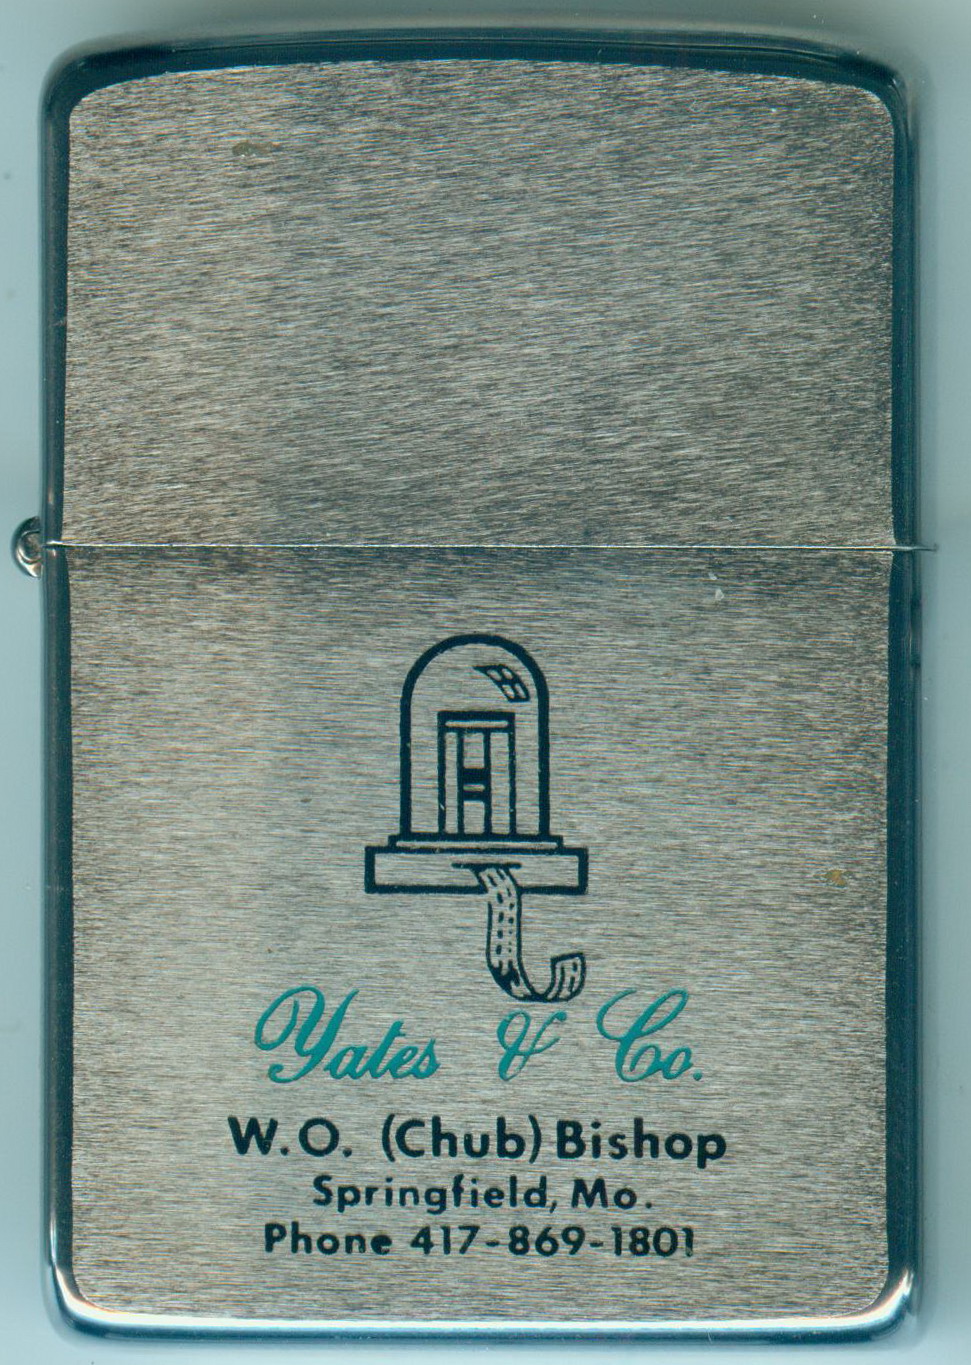 Yates & Co.
W.O. (Chub) Bishop
Springfield, Mo.
Phone 417-869-1801